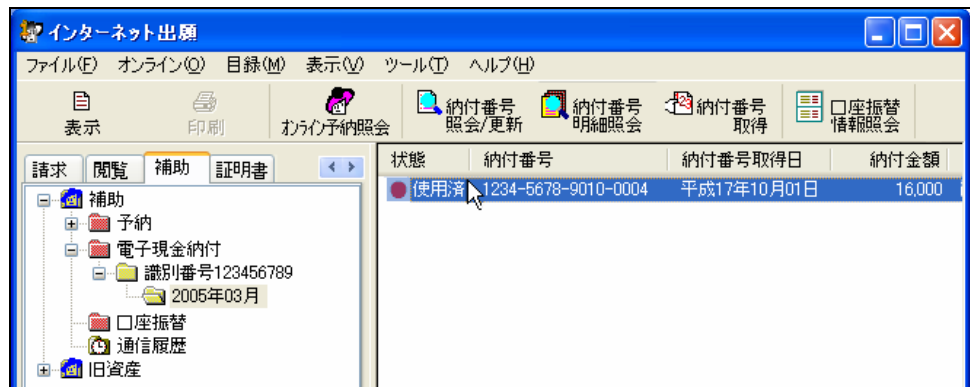 インターネット出願
ファイル(F) オンライン(O) 目録(M) 表示(V) ツール(T) ヘルプ(H)
表示
印刷
オンライン予納照会
納付番号
照会/更新
納付番号
明細照会
納付番号
取得
口座振替
情報照会
請求 閲覧 補助 証明書
補助
予納
電子現金納付
識別番号123456789
2005年03月
口座振替
通信履歴
旧資産
状態 納付番号 納付番号取得日 納付金額
使用済 1234-5678-9010-0004 平成17年10月01日 16,000